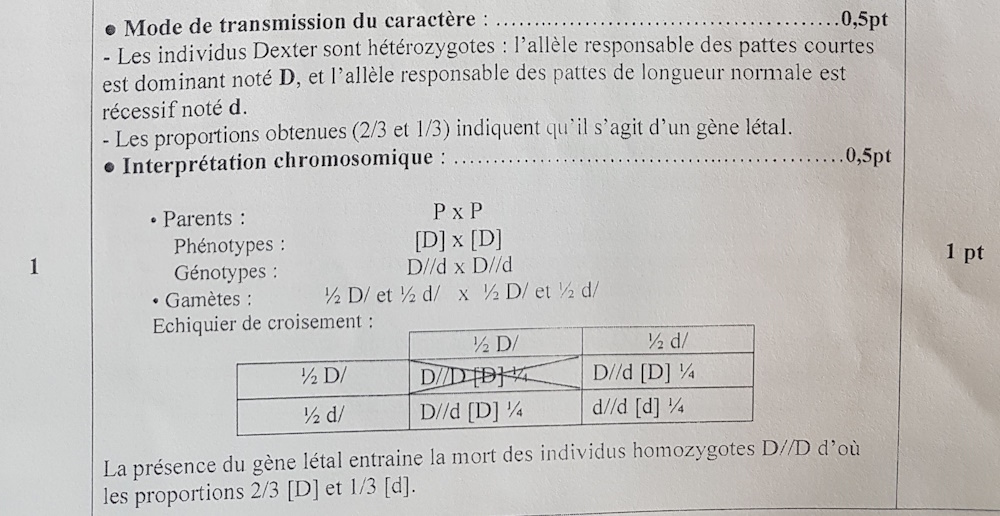 • Mode de transmission du caractère : .............................................0,5pt
- Les individus Dexter sont hétérozygotes : l'allèle responsable des pattes courtes
est dominant noté D, et l'allèle responsable des pattes de longueur normale est
récessif noté d.
- Les proportions obtenues (2/3 et 1/3) indiquent qu'il s'agit d'un gène létal.
• Interprétation chromosomique : ...................................................0,5pt
• Parents : P x P
Phénotypes : [D] x [D]
1 pt
1
Génotypes : D//d x D//d
• Gamètes : ½ D/ et ½ d/ x ½ D/ et ½ d/
Echiquier de croisement :
½ D/ ½ d/
½ D/ D//D [D] ¼ D//d [D] ¼
½ d/ D//d [D] ¼ d//d [d] ¼
La présence du gène létal entraine la mort des individus homozygotes D//D d'où
les proportions 2/3 [D] et 1/3 [d].